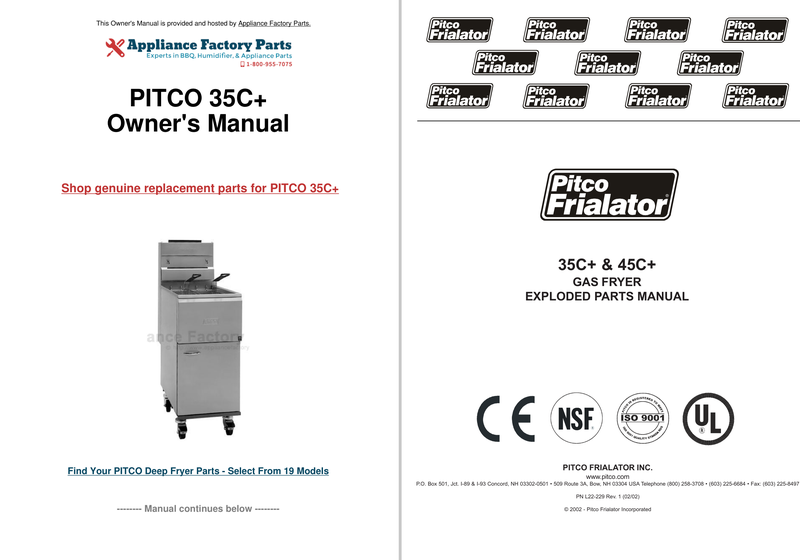 This Owner's Manual is provided and hosted by Appliance Factory Parts.
Appliance Factory Parts
Experts in BBQ, Humidifier, & Appliance Parts
1-800-955-7075
PITCO 35C+
Owner's Manual
Shop genuine replacement parts for PITCO 35C+
ance Factory
Find Your PITCO Deep Fryer Parts - Select From 19 Models
-------- Manual continues below --------
Pitco Frialator
Pitco Frialator
Pitco Frialator
Pitco Frialator
Pitco Frialator
Pitco Frialator
Pitco Frialator
Pitco Frialator
Pitco Frialator
Pitco Frialator
Pitco Frialator
Pitco
Frialator
35C+ & 45C+
GAS FRYER
EXPLODED PARTS MANUAL
CE
NSF
ISO 9001
UL
PITCO FRIALATOR INC.
www.pitco.com
P.O. Box 501, Jct. I-89 & I-93 Concord, NH 03302-0501 • 509 Route 3A, Bow, NH 03304 USA Telephone (800) 258-3708 • (603) 225-6684 • Fax: (603) 225-8497
PN L22-229 Rev. 1 (02/02)
© 2002 - Pitco Frialator Incorporated